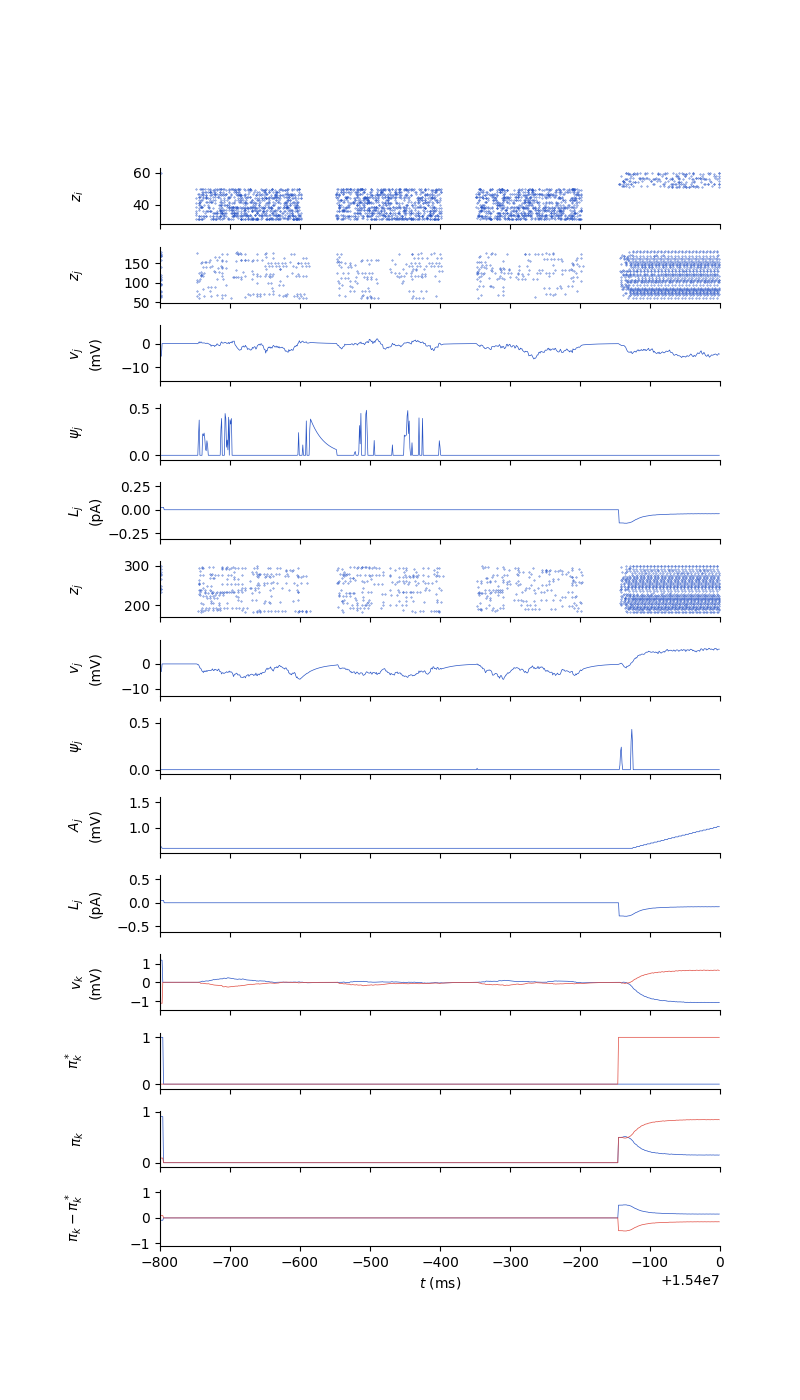 60
40
z_i
150
100
50
z_j
0
−10
v_j
(mV)
0.5
0.0
ψ_j
0.25
0.00
−0.25
L_j
(pA)
300
200
z_j
0
−10
v_j
(mV)
0.5
0.0
ψ_j
1.5
1.0
A_j
(mV)
0.5
0.0
−0.5
L_j
(pA)
1
0
−1
v_k
(mV)
1
0
π_k^*
1
0
π_k
1
0
−1
π_k − π_k^*
−800 −700 −600 −500 −400 −300 −200 −100 0
t (ms)
+1.54e7